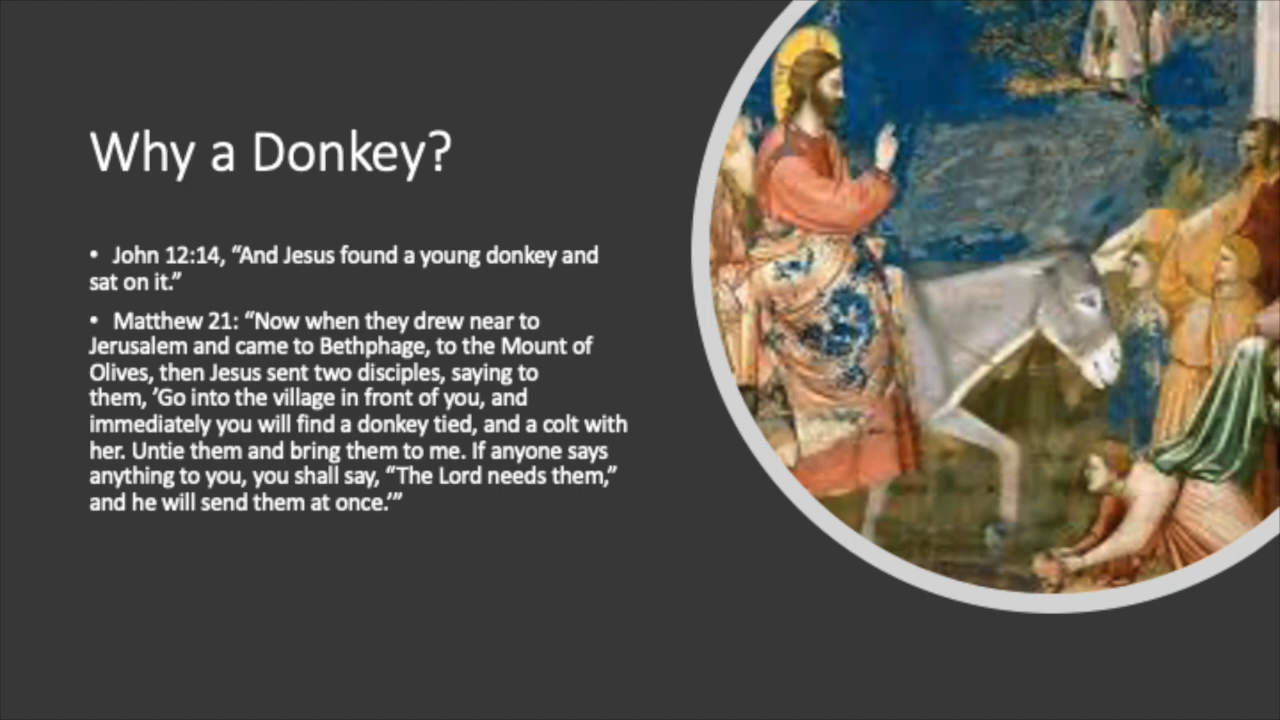 Why a Donkey?
• John 12:14, “And Jesus found a young donkey and
sat on it.”
• Matthew 21: “Now when they drew near to
Jerusalem and came to Bethphage, to the Mount of
Olives, then Jesus sent two disciples, saying to
them, ’Go into the village in front of you, and
immediately you will find a donkey tied, and a colt with
her. Untie them and bring them to me. If anyone says
anything to you, you shall say, “The Lord needs them,”
and he will send them at once.’”